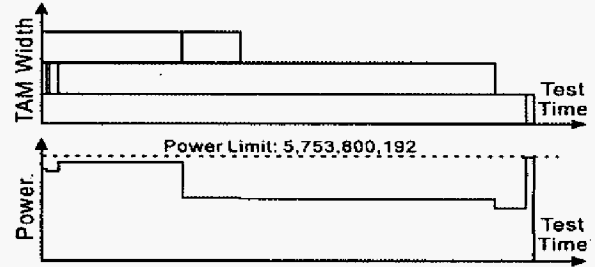 TAM Width
Test
Time
Power Limit: 5,753,800,192
Power.
Test
Time